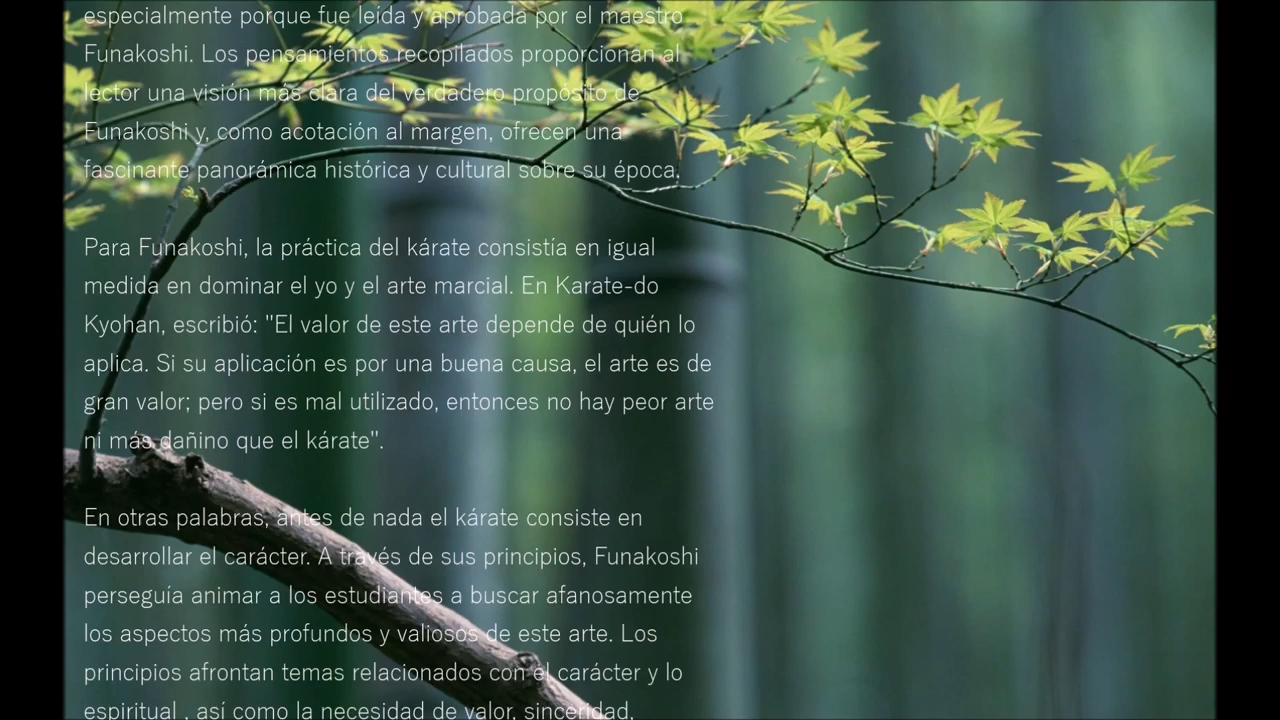 especialmente porque fue leída y aprobada por el maestro
Funakoshi. Los pensamientos recopilados proporcionan al
lector una visión más clara del verdadero propósito de
Funakoshi y, como acotación al margen, ofrecen una
fascinante panorámica histórica y cultural sobre su época.
Para Funakoshi, la práctica del kárate consistía en igual
medida en dominar el yo y el arte marcial. En Karate-do
Kyohan, escribió: "El valor de este arte depende de quién lo
aplica. Si su aplicación es por una buena causa, el arte es de
gran valor; pero si es mal utilizado, entonces no hay peor arte
ni más dañino que el kárate".
En otras palabras, antes de nada el kárate consiste en
desarrollar el carácter. A través de sus principios, Funakoshi
perseguía animar a los estudiantes a buscar afanosamente
los aspectos más profundos y valiosos de este arte. Los
principios afrontan temas relacionados con el carácter y lo
espiritual , así como la necesidad de valor, sinceridad,